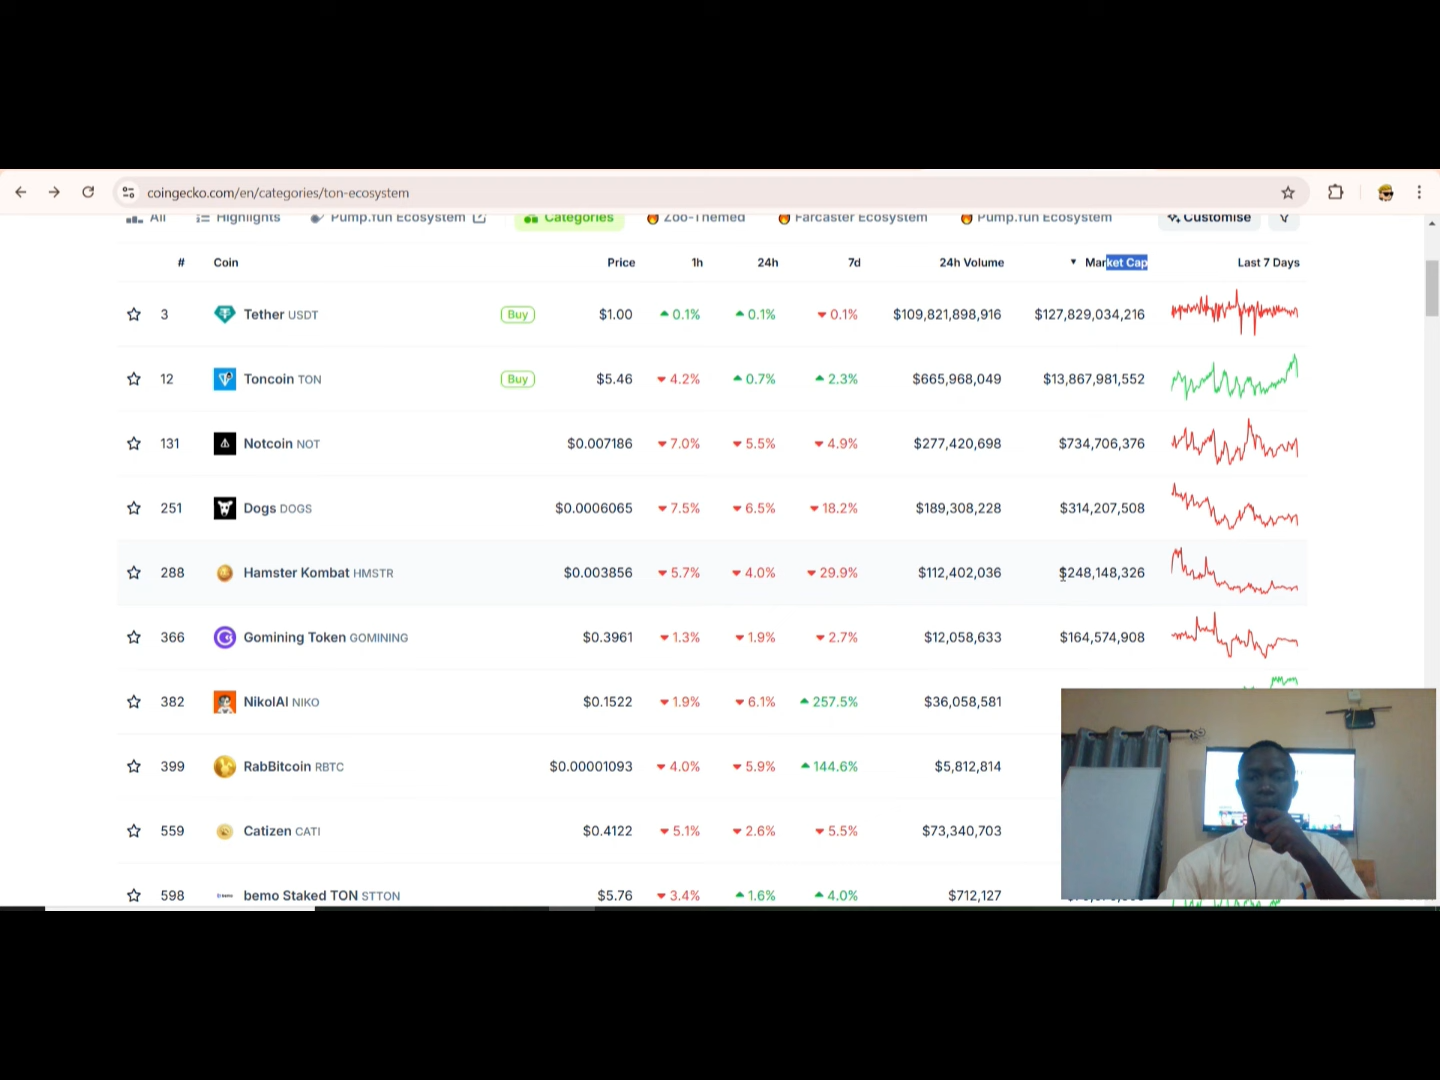 coingecko.com/en/categories/ton-ecosystem
All Highlights Pump.fun Ecosystem Categories Zoo-Themed Farcaster Ecosystem Pump.fun Ecosystem Customise
# Coin Price 1h 24h 7d 24h Volume Market Cap Last 7 Days
3 Tether USDT Buy $1.00 0.1% 0.1% 0.1% $109,821,898,916 $127,829,034,216
12 Toncoin TON Buy $5.46 4.2% 0.7% 2.3% $665,968,049 $13,867,981,552
131 Notcoin NOT $0.007186 7.0% 5.5% 4.9% $277,420,698 $734,706,376
251 Dogs DOGS $0.0006065 7.5% 6.5% 18.2% $189,308,228 $314,207,508
288 Hamster Kombat HMSTR $0.003856 5.7% 4.0% 29.9% $112,402,036 $248,148,326
366 Gomining Token GOMINING $0.3961 1.3% 1.9% 2.7% $12,058,633 $164,574,908
382 NikolAI NIKO $0.1522 1.9% 6.1% 257.5% $36,058,581
399 RabBitcoin RBTC $0.00001093 4.0% 5.9% 144.6% $5,812,814
559 Catizen CATI $0.4122 5.1% 2.6% 5.5% $73,340,703
598 bemo Staked TON STTON $5.76 3.4% 1.6% 4.0% $712,127